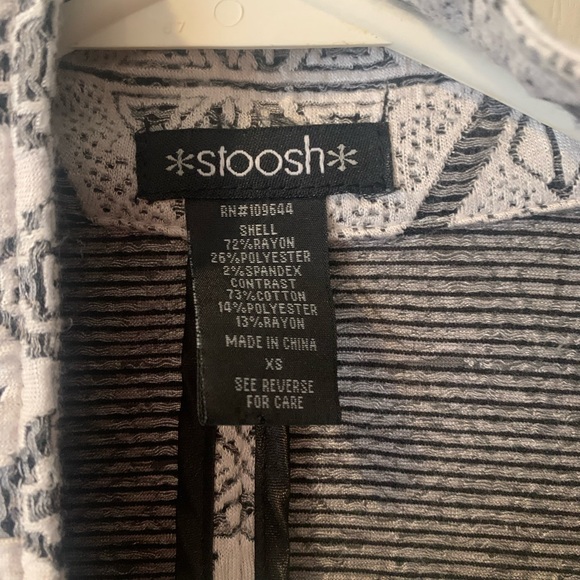 *stoosh*
RN#109644
SHELL
72%RAYON
26%POLYESTER
2%SPANDEX
CONTRAST
73%COTTON
14%POLYESTER
13%RAYON
MADE IN CHINA
XS
SEE REVERSE
FOR CARE